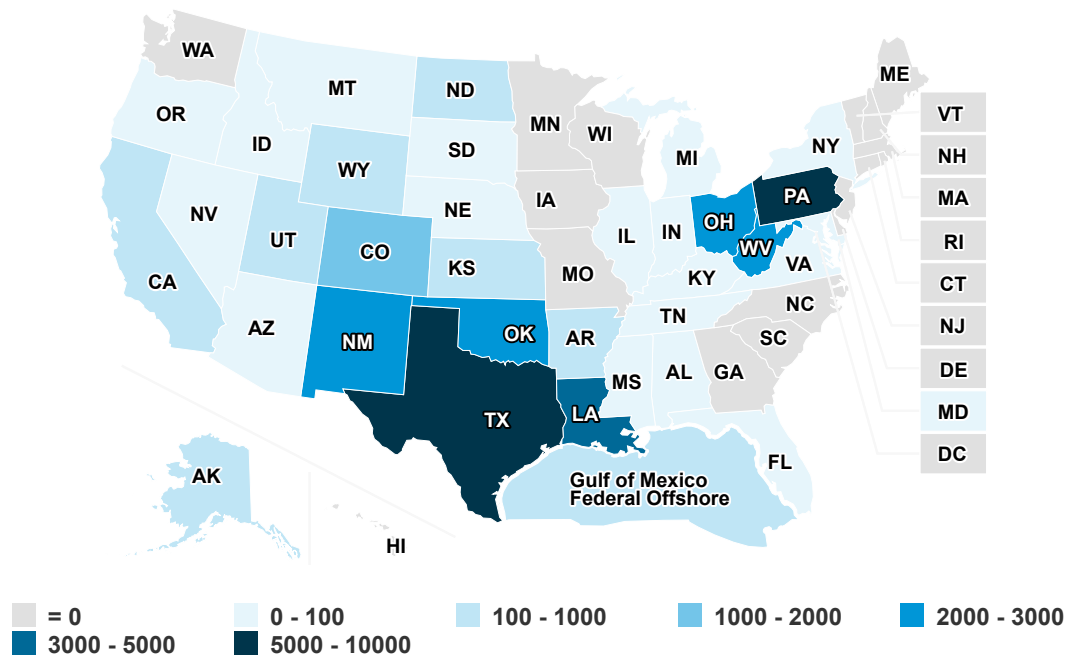 WA
ME
MT
ND
VT
OR
MN
WI
NY
ID
SD
NH
MI
WY
PA
MA
IA
NE
NV
OH
IL
IN
RI
UT
WV
CO
VA
KS
MO
KY
CA
CT
NC
TN
AZ
NJ
NM
OK
AR
SC
DE
MS
AL
GA
MD
TX
LA
DC
FL
AK
Gulf of Mexico
Federal Offshore
HI
= 0
0 - 100
100 - 1000
1000 - 2000
2000 - 3000
3000 - 5000
5000 - 10000